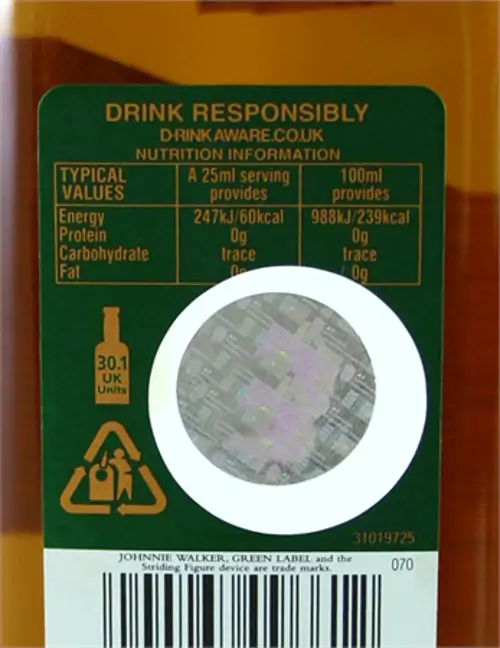 DRINK RESPONSIBLY
DRINKAWARE.CO.UK
NUTRITION INFORMATION
TYPICAL VALUES A 25ml serving provides 100ml provides
Energy 247kJ/60kcal 988kJ/239kcal
Protein 0g 0g
Carbohydrate trace trace
Fat 0g 0g
30.1
UK
Units
31019725
JOHNNIE WALKER, GREEN LABEL and the
Striding Figure device are trade marks.
070